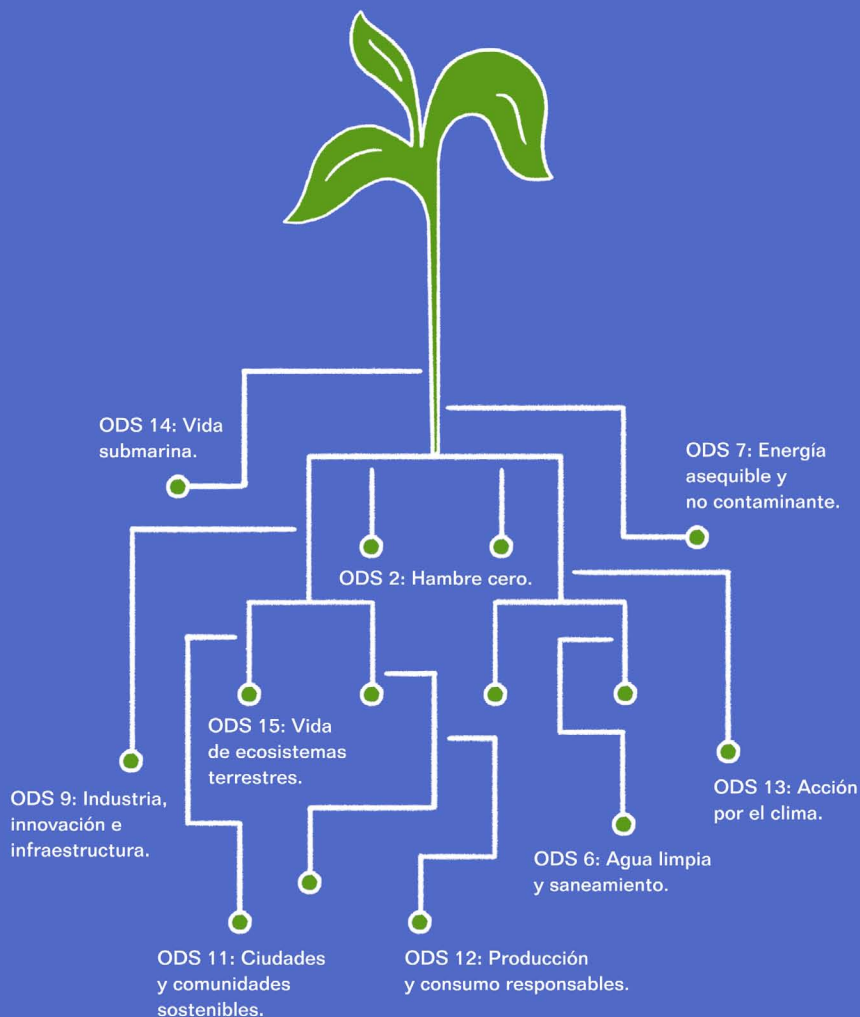 ODS 14: Vida
submarina.
ODS 7: Energía
asequible y
no contaminante.
ODS 2: Hambre cero.
ODS 15: Vida
de ecosistemas
terrestres.
ODS 9: Industria,
innovación e
infraestructura.
ODS 13: Acción
por el clima.
ODS 6: Agua limpia
y saneamiento.
ODS 11: Ciudades
y comunidades
sostenibles.
ODS 12: Producción
y consumo responsables.